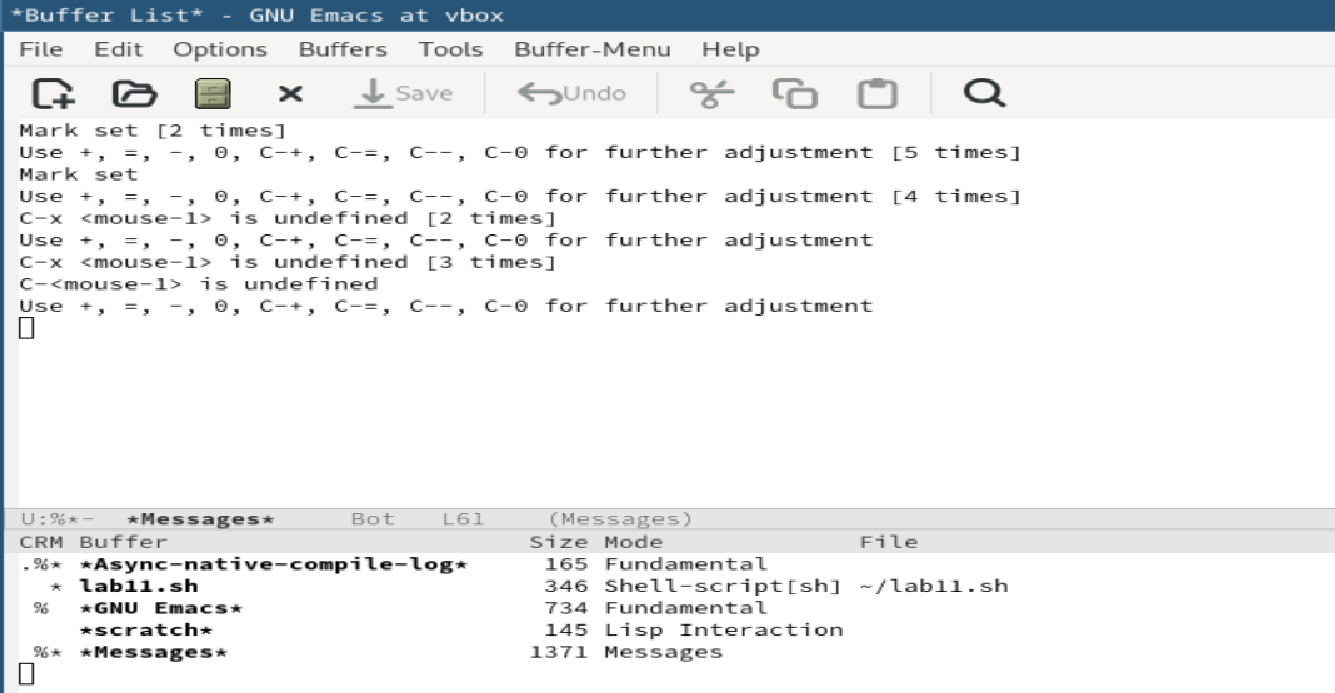 *Buffer List* - GNU Emacs at vbox
File Edit Options Buffers Tools Buffer-Menu Help
Save Undo
Mark set [2 times]
Use +, =, -, 0, C-+, C-=, C--, C-0 for further adjustment [5 times]
Mark set
Use +, =, -, 0, C-+, C-=, C--, C-0 for further adjustment [4 times]
C-x <mouse-1> is undefined [2 times]
Use +, =, -, 0, C-+, C-=, C--, C-0 for further adjustment
C-x <mouse-1> is undefined [3 times]
C-<mouse-1> is undefined
Use +, =, -, 0, C-+, C-=, C--, C-0 for further adjustment
U:%*- *Messages* Bot L61 (Messages)
CRM Buffer Size Mode File
.%* *Async-native-compile-log* 165 Fundamental
* lab11.sh 346 Shell-script[sh] ~/lab11.sh
% *GNU Emacs* 734 Fundamental
*scratch* 145 Lisp Interaction
%* *Messages* 1371 Messages